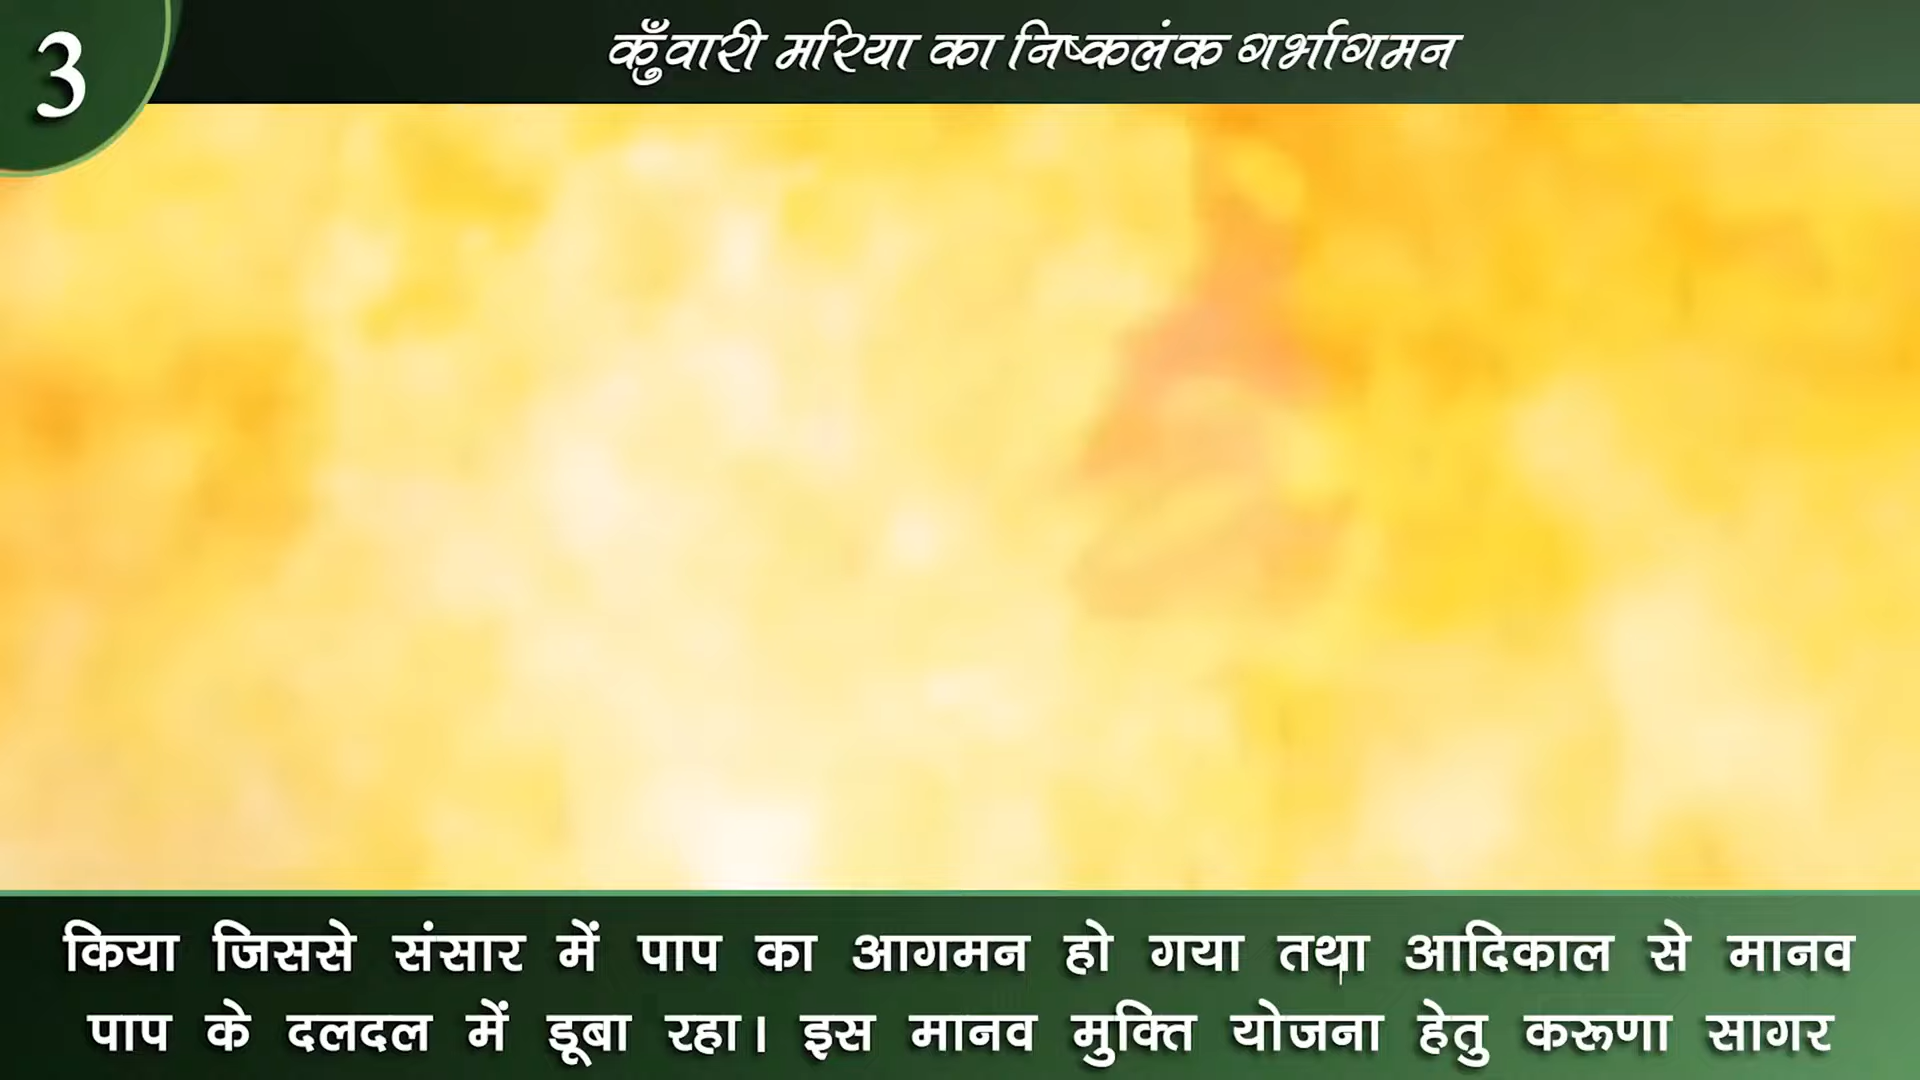 3
कुँवारी मरिया का निष्कलंक गर्भागमन
किया जिससे संसार में पाप का आगमन हो गया तथा आदिकाल से मानव
पाप के दलदल में डूबा रहा। इस मानव मुक्ति योजना हेतु करूणा सागर